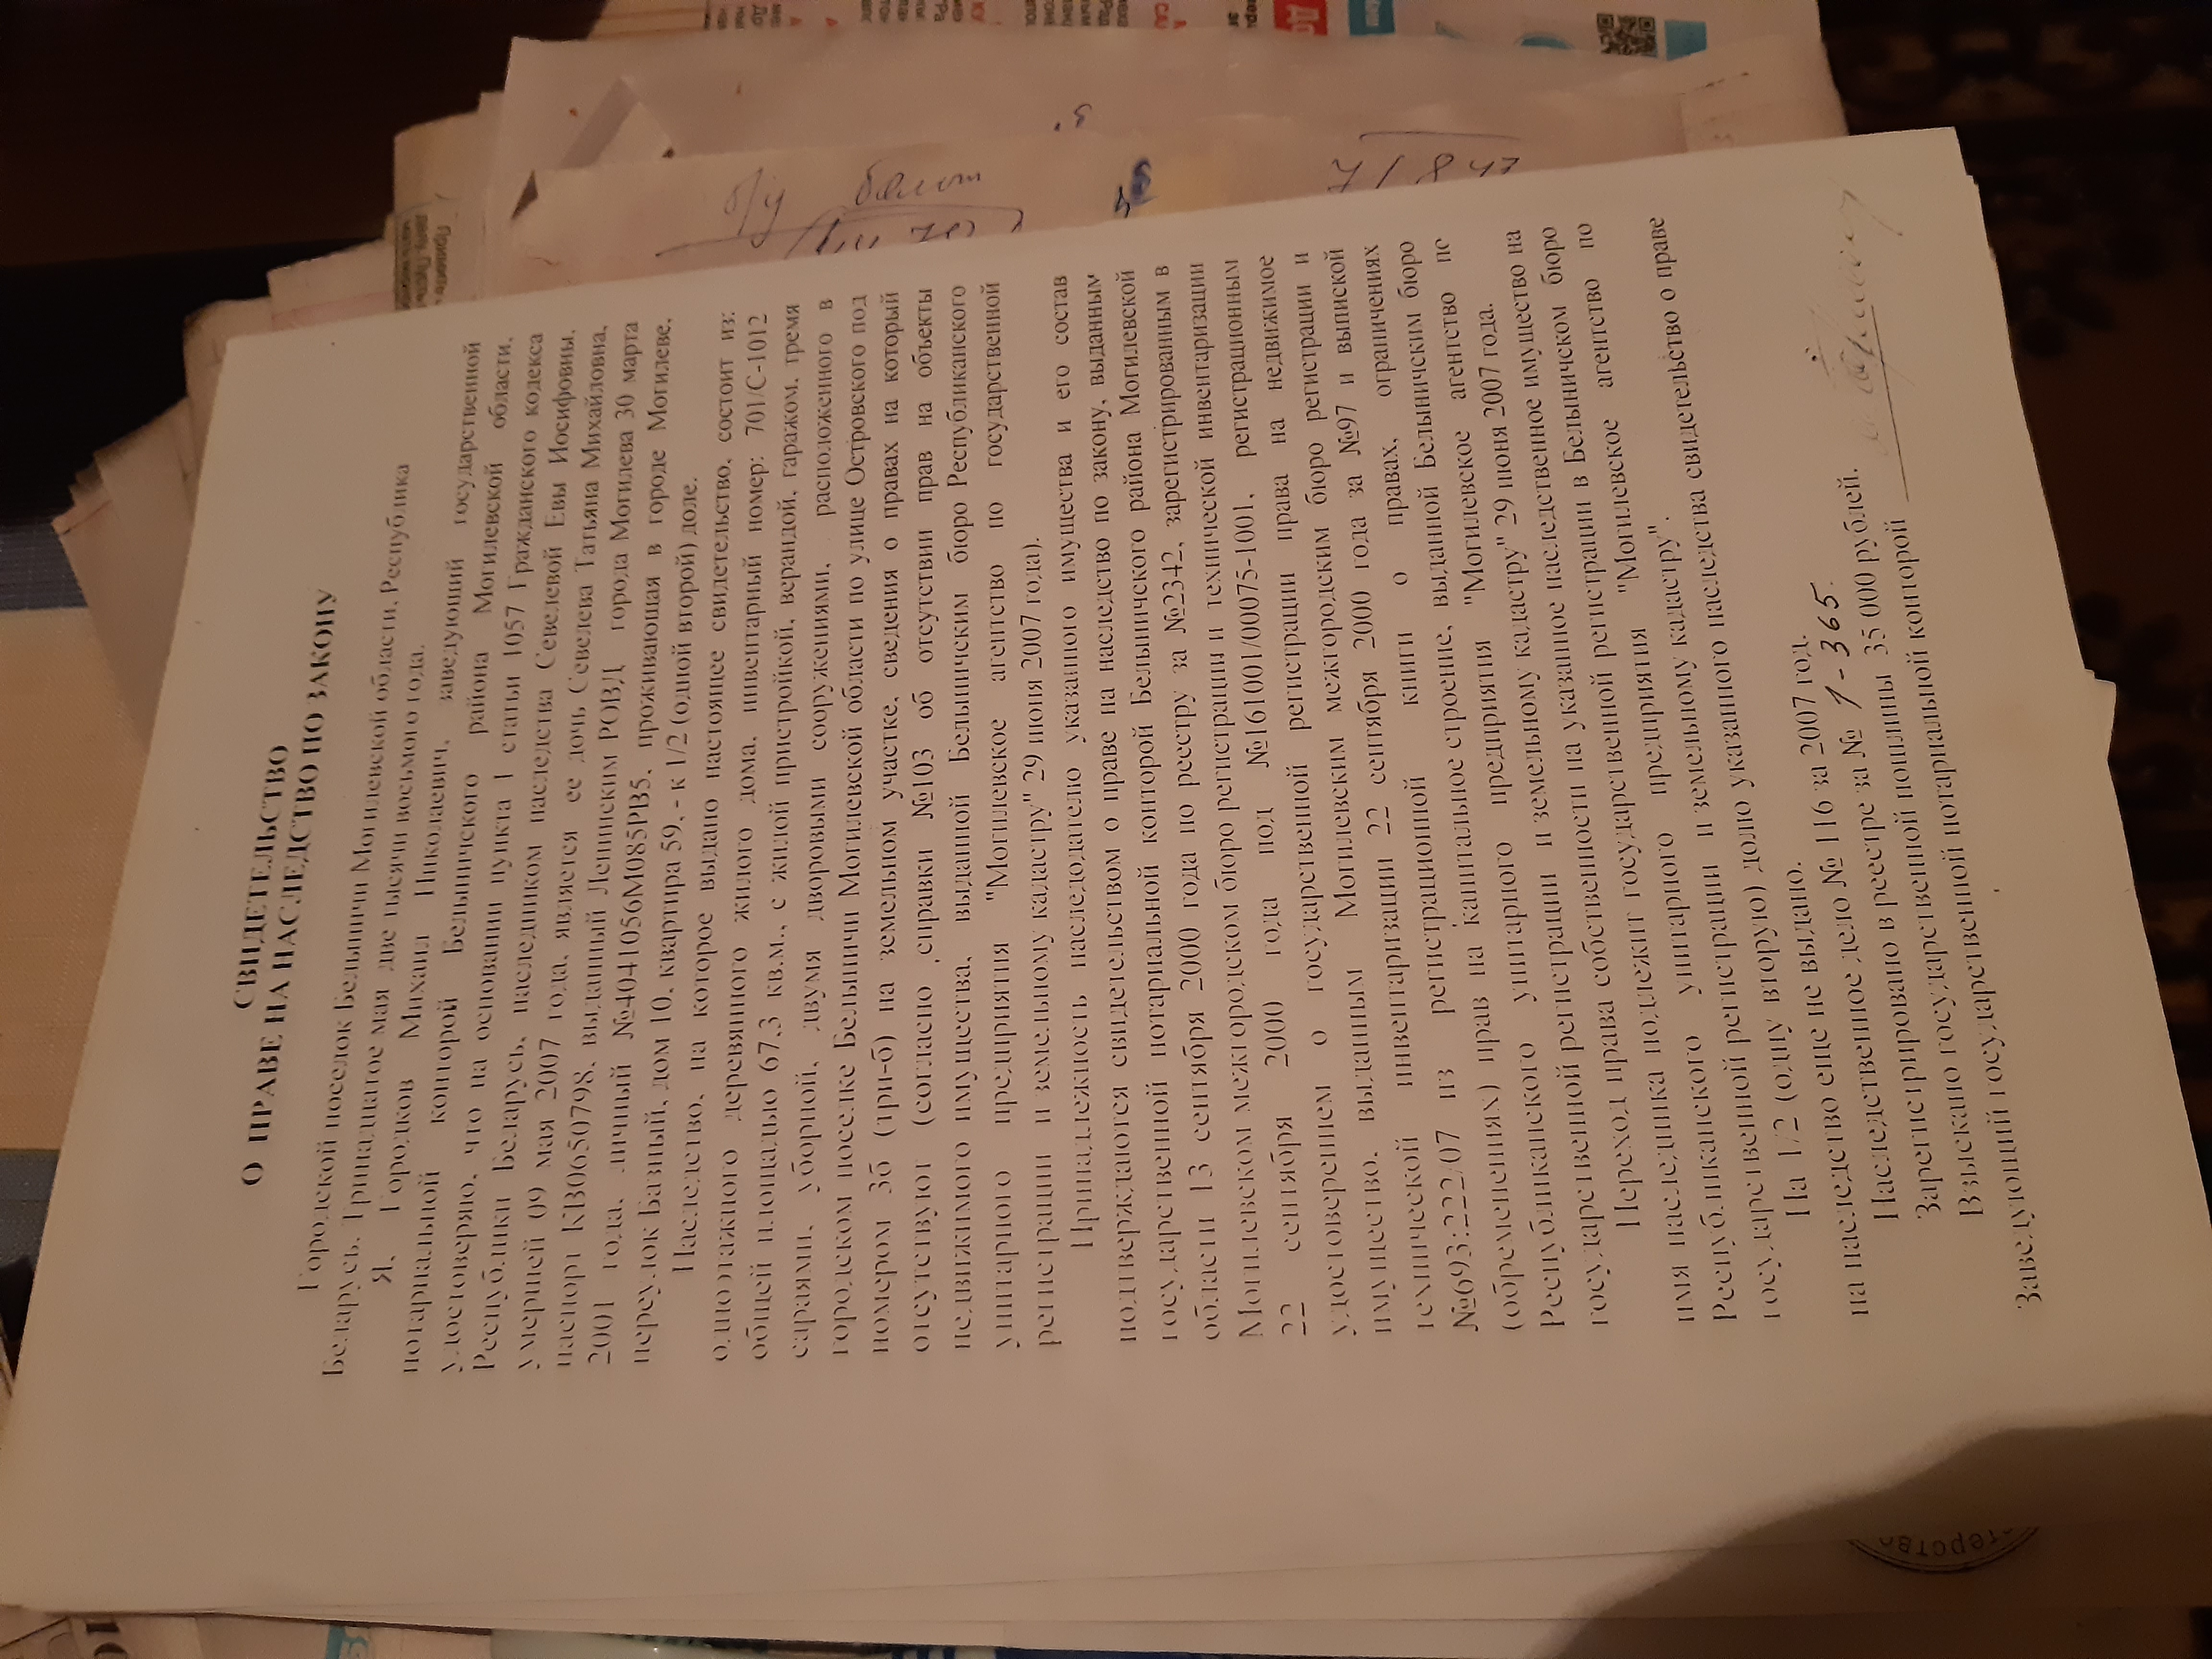 СВИДЕТЕЛЬСТВО
О ПРАВЕ НА НАСЛЕДСТВО ПО ЗАКОНУ
Городской поселок Белыничи Могилевской области, Республика
Беларусь. Тринадцатое мая две тысячи восьмого года.
Я, Городков Михаил Николаевич, заведующий государственной
нотариальной конторой Белыничского района Могилевской области,
удостоверяю, что на основании пункта 1 статьи 1057 Гражданского кодекса
Республики Беларусь, наследником наследства Севелевой Евы Иосифовны,
умершей 09 мая 2007 года, является ее дочь Севелева Татьяна Михайловна,
паспорт КВ0650798, выданный Ленинским РОВД города Могилева 30 марта
2001 года, личный №4041056М085РВ5, проживающая в городе Могилеве,
переулок Базный, дом 10, квартира 59, - к 1/2 (одной второй) доле.
Наследство, на которое выдано настоящее свидетельство, состоит из:
одноэтажного деревянного жилого дома, инвентарный номер: 701/С-1012
общей площадью 67,3 кв.м., с жилой пристройкой, верандой, гаражом, тремя
сараями, уборной, двумя дворовыми сооружениями, расположенного в
городском поселке Белыничи Могилевской области по улице Островского под
номером 3б (три-б) на земельном участке, сведения о правах на который
отсутствуют (согласно справки №103 об отсутствии прав на объекты
недвижимого имущества, выданной Белыничским бюро Республиканского
унитарного предприятия "Могилевское агентство по государственной
регистрации и земельному кадастру" 29 июня 2007 года).
Принадлежность наследодателю указанного имущества и его состав
подтверждаются свидетельством о праве на наследство по закону, выданным
государственной нотариальной конторой Белыничского района Могилевской
области 13 сентября 2000 года по реестру за №2342, зарегистрированным в
Могилевском межгородском бюро регистрации и технической инвентаризации
22 сентября 2000 года под №161001/00075-1001, регистрационным
удостоверением о государственной регистрации права на недвижимое
имущество, выданным Могилевским межгородским бюро регистрации и
технической инвентаризации 22 сентября 2000 года за №97 и выпиской
№693:222/07 из регистрационной книги о правах, ограничениях
(обременениях) прав на капитальное строение, выданной Белыничским бюро
Республиканского унитарного предприятия "Могилевское агентство по
государственной регистрации и земельному кадастру" 29 июня 2007 года.
Переход права собственности на указанное наследственное имущество на
имя наследника подлежит государственной регистрации в Белыничском бюро
Республиканского унитарного предприятия "Могилевское агентство по
государственной регистрации и земельному кадастру".
На 1/2 (одну вторую) долю указанного наследства свидетельство о праве
на наследство еще не выдано.
Наследственное дело № 116 за 2007 год.
Зарегистрировано в реестре за № 1-365.
Взыскано государственной пошлины 35 000 рублей.
Заведующий государственной нотариальной конторой